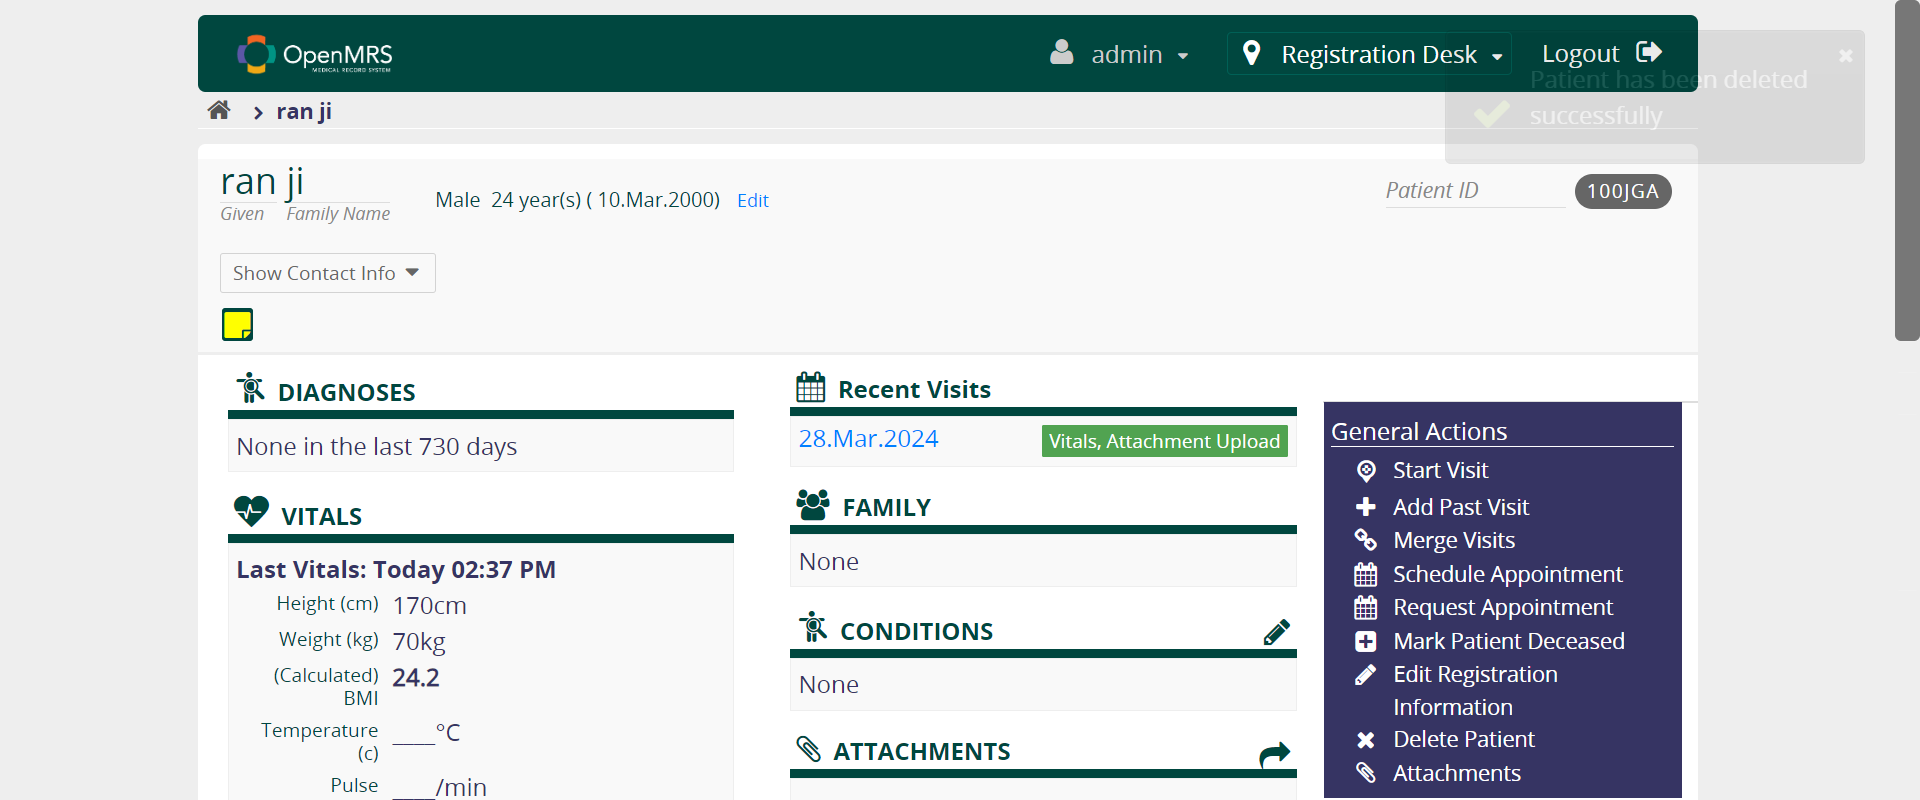 OpenMRS
MEDICAL RECORD SYSTEM
admin
Registration Desk
Logout
Patient has been deleted
successfully
ran ji
ran ji
Given Family Name
Male 24 year(s) ( 10.Mar.2000) Edit
Patient ID 100JGA
Show Contact Info
DIAGNOSES
None in the last 730 days
VITALS
Last Vitals: Today 02:37 PM
Height (cm) 170cm
Weight (kg) 70kg
(Calculated) BMI 24.2
Temperature (c) ____°C
Pulse ____/min
Recent Visits
28.Mar.2024 Vitals, Attachment Upload
FAMILY
None
CONDITIONS
None
ATTACHMENTS
General Actions
Start Visit
Add Past Visit
Merge Visits
Schedule Appointment
Request Appointment
Mark Patient Deceased
Edit Registration
Information
Delete Patient
Attachments